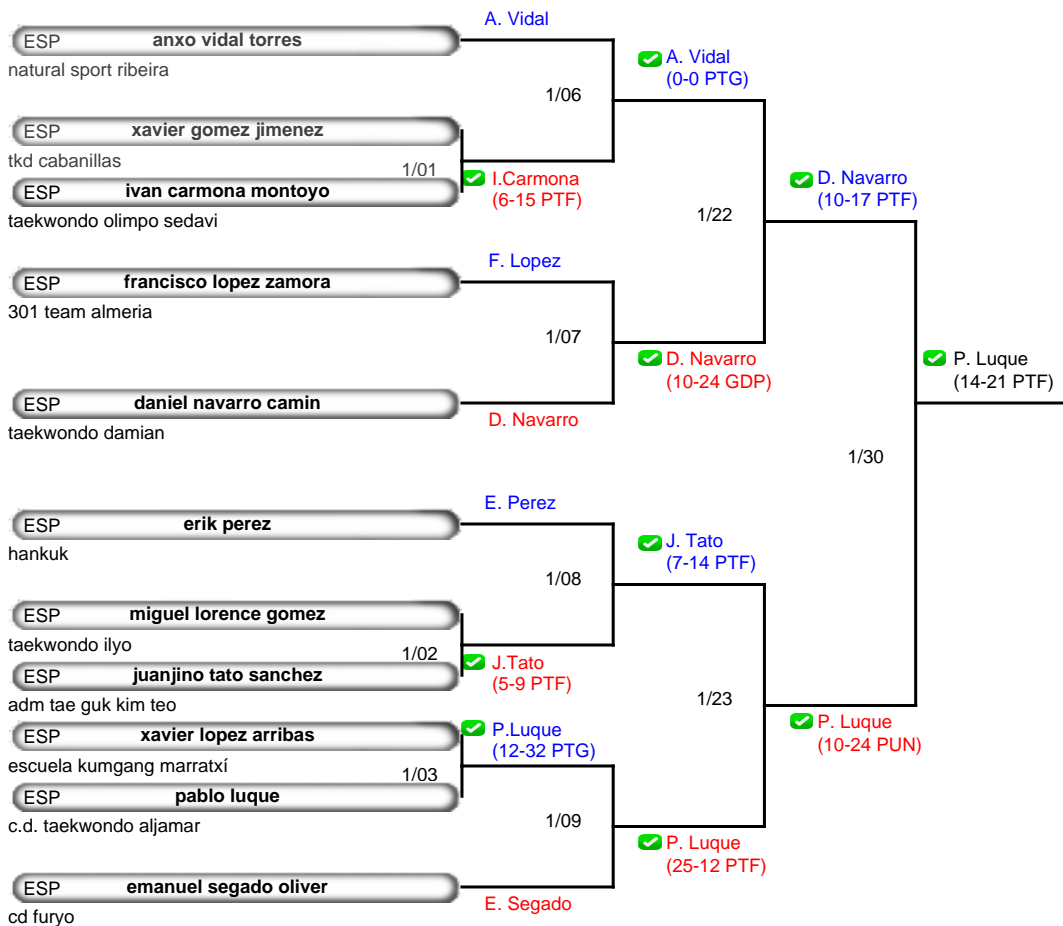 A. Vidal
ESP anxo vidal torres
natural sport ribeira
A. Vidal
(0-0 PTG)
1/06
ESP xavier gomez jimenez
tkd cabanillas
1/01
I.Carmona
(6-15 PTF)
ESP ivan carmona montoyo
taekwondo olimpo sedavi
D. Navarro
(10-17 PTF)
1/22
F. Lopez
ESP francisco lopez zamora
301 team almeria
1/07
D. Navarro
(10-24 GDP)
P. Luque
(14-21 PTF)
ESP daniel navarro camin
taekwondo damian
D. Navarro
1/30
E. Perez
ESP erik perez
hankuk
J. Tato
(7-14 PTF)
1/08
ESP miguel lorence gomez
taekwondo ilyo
1/02
J.Tato
(5-9 PTF)
ESP juanjino tato sanchez
adm tae guk kim teo
1/23
ESP xavier lopez arribas
escuela kumgang marratxí
P.Luque
(12-32 PTG)
P. Luque
(10-24 PUN)
1/03
ESP pablo luque
c.d. taekwondo aljamar
1/09
P. Luque
(25-12 PTF)
ESP emanuel segado oliver
cd furyo
E. Segado